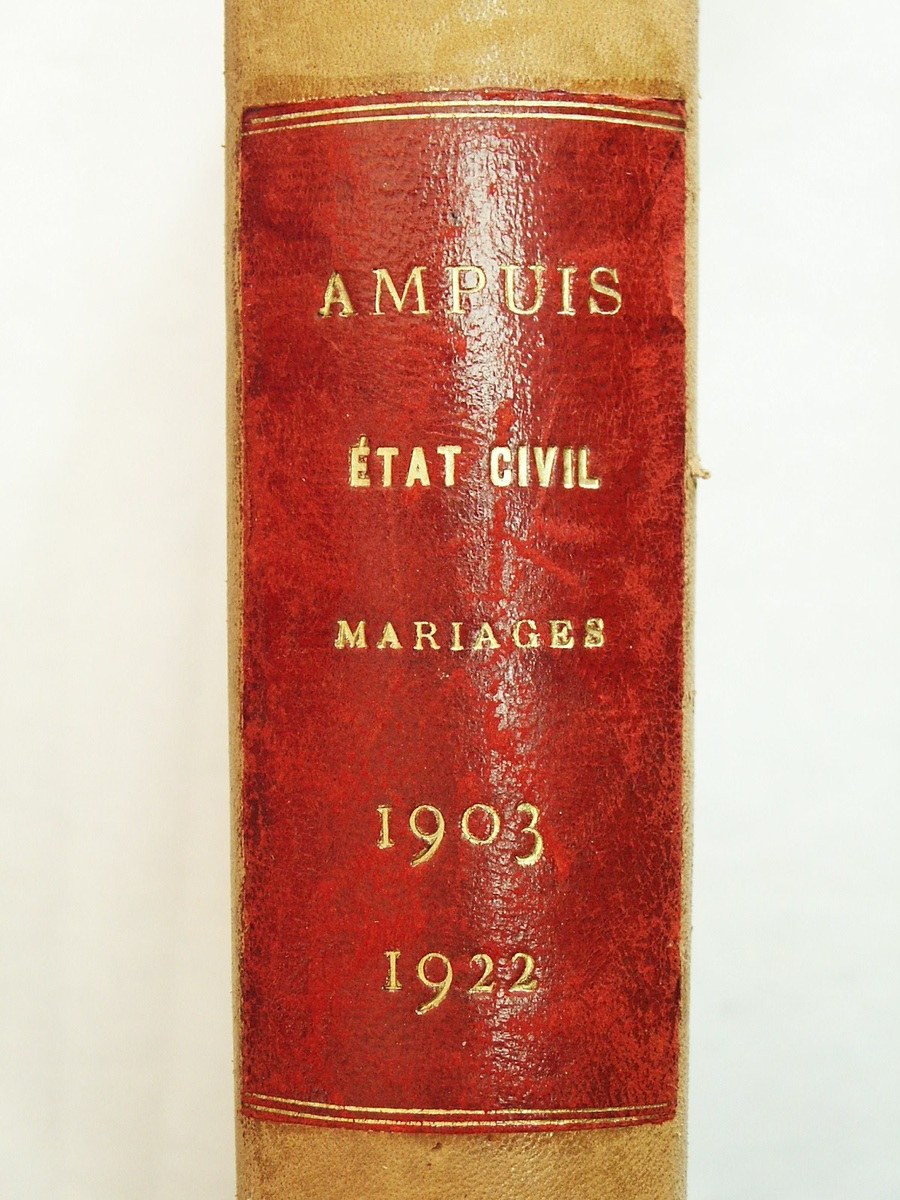 AMPUIS
ÉTAT CIVIL
MARIAGES
1903
1922